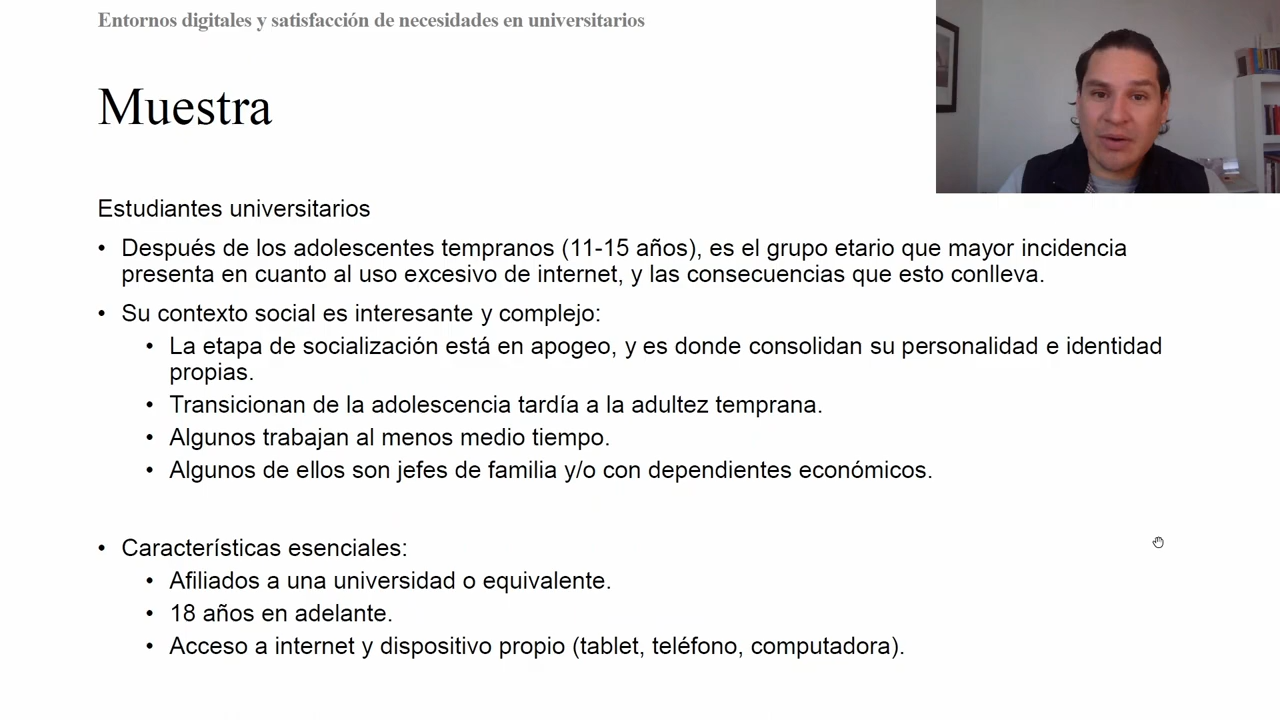 Entornos digitales y satisfacción de necesidades en universitarios
Muestra
Estudiantes universitarios
• Después de los adolescentes tempranos (11-15 años), es el grupo etario que mayor incidencia
presenta en cuanto al uso excesivo de internet, y las consecuencias que esto conlleva.
• Su contexto social es interesante y complejo:
• La etapa de socialización está en apogeo, y es donde consolidan su personalidad e identidad
propias.
• Transicionan de la adolescencia tardía a la adultez temprana.
• Algunos trabajan al menos medio tiempo.
• Algunos de ellos son jefes de familia y/o con dependientes económicos.
• Características esenciales:
• Afiliados a una universidad o equivalente.
• 18 años en adelante.
• Acceso a internet y dispositivo propio (tablet, teléfono, computadora).